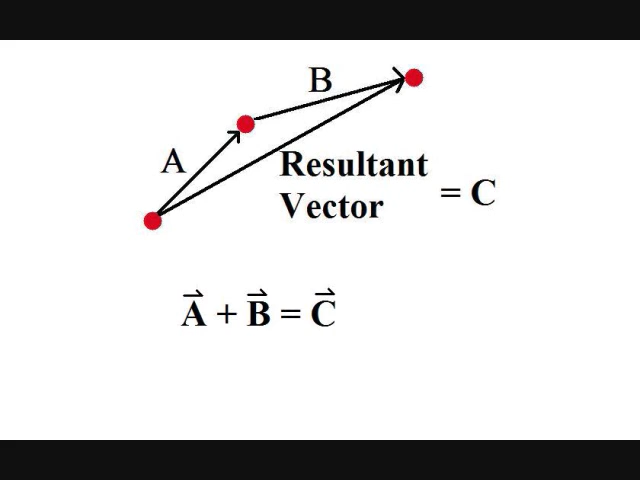 B
A
Resultant
Vector
= C
A⃗ + B⃗ = C⃗